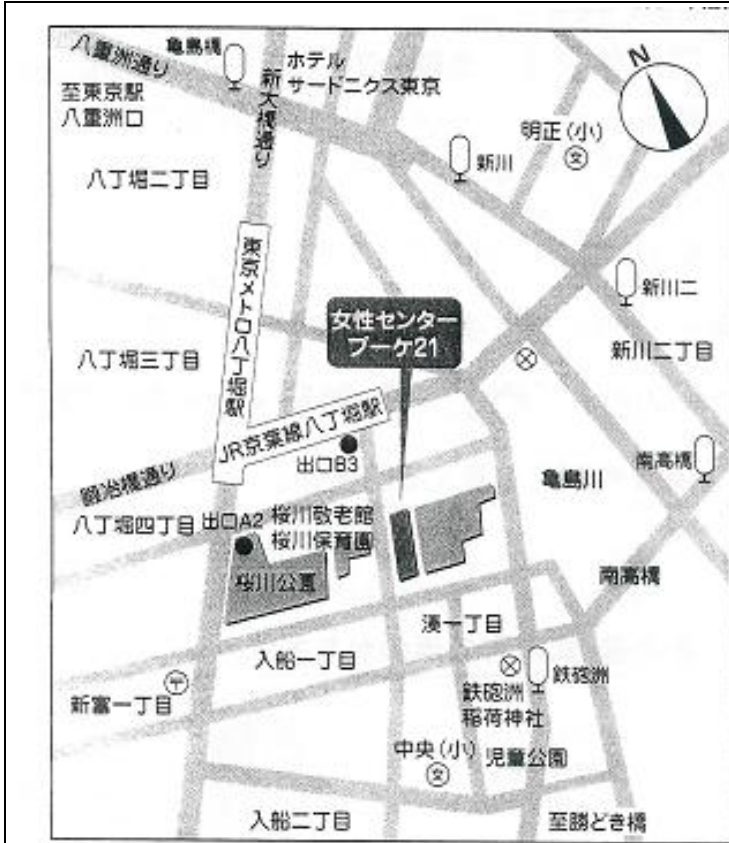 八重洲通り
亀島橋
ホテル
サードニクス東京
新大橋通り
至東京駅
八重洲口
明正(小)
文
新川
N
八丁堀二丁目
東京メトロ八丁堀駅
新川二
女性センター
ブーケ21
新川二丁目
八丁堀三丁目
JR京葉線八丁堀駅
出口B3
鍛冶橋通り
南高橋
亀島川
八丁堀四丁目
出口A2
桜川敬老館
桜川保育園
桜川公園
南高橋
湊一丁目
入船一丁目
鉄砲洲
新富一丁目
〒
鉄砲洲
稲荷神社
中央(小)
文
児童公園
入船二丁目
至勝どき橋